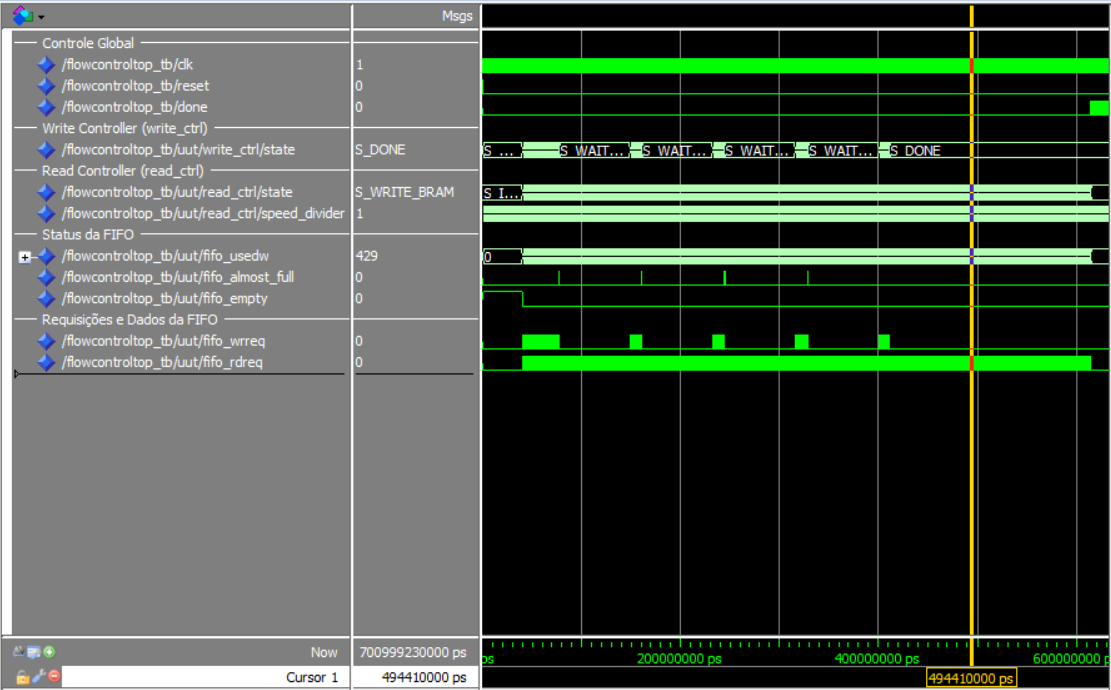 Msgs
Controle Global
/flowcontroltop_tb/clk 1
/flowcontroltop_tb/reset 0
/flowcontroltop_tb/done 0
Write Controller (write_ctrl)
/flowcontroltop_tb/uut/write_ctrl/state S_DONE S_... S_WAIT... S_WAIT... S_WAIT... S_WAIT... S_DONE
Read Controller (read_ctrl)
/flowcontroltop_tb/uut/read_ctrl/state S_WRITE_BRAM S_I...
/flowcontroltop_tb/uut/read_ctrl/speed_divider 1
Status da FIFO
/flowcontroltop_tb/uut/fifo_usedw 429 0
/flowcontroltop_tb/uut/fifo_almost_full 0
/flowcontroltop_tb/uut/fifo_empty 0
Requisições e Dados da FIFO
/flowcontroltop_tb/uut/fifo_wrreq 0
/flowcontroltop_tb/uut/fifo_rdreq 0
Now 700999230000 ps ps 200000000 ps 400000000 ps 600000000 p
Cursor 1 494410000 ps 494410000 ps